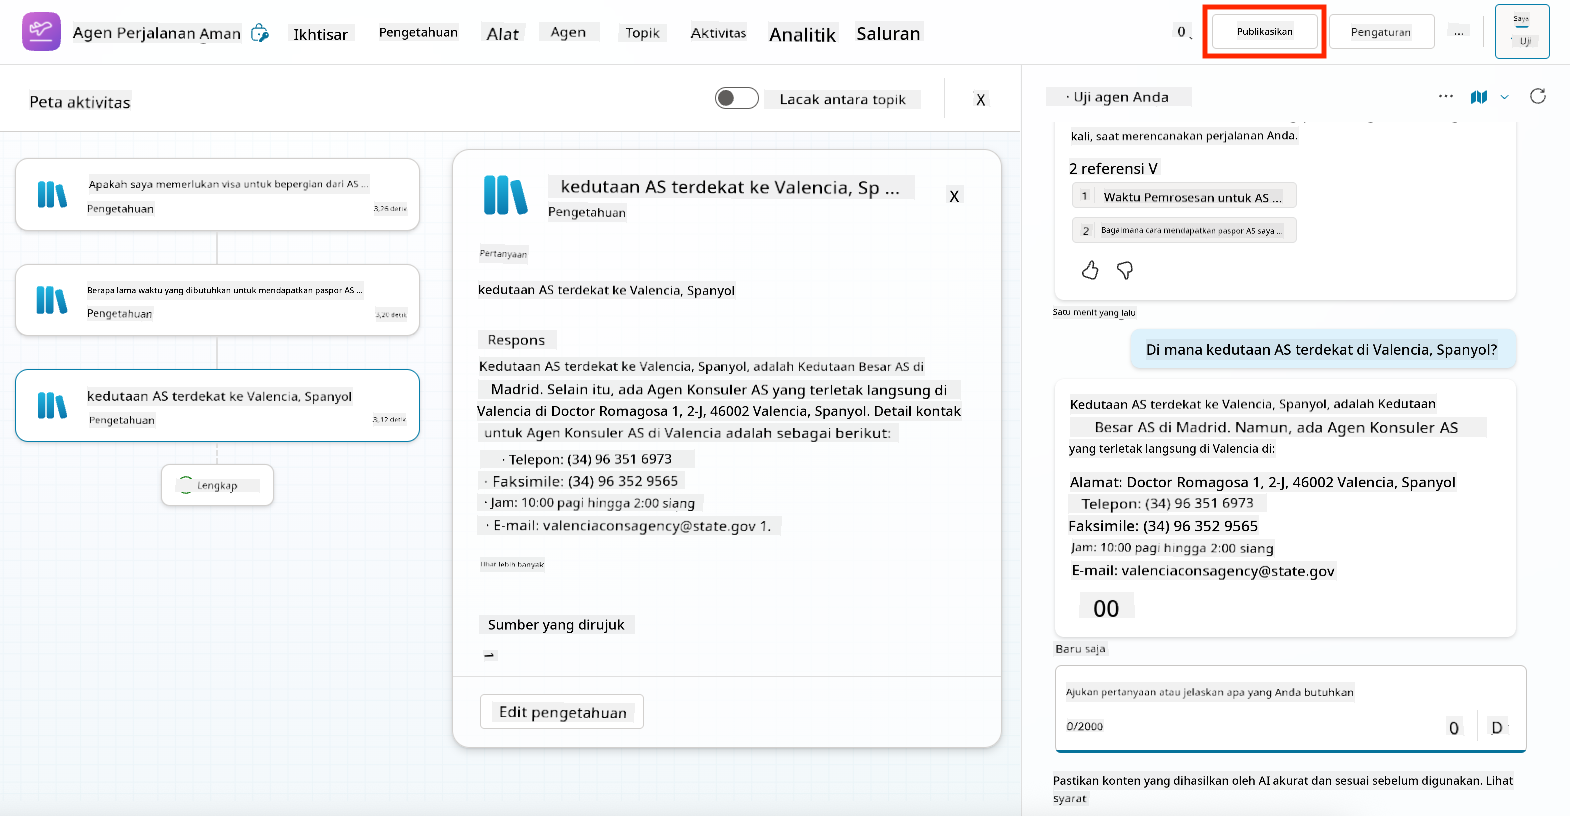 Agen Perjalanan Aman
Ikhtisar
Pengetahuan
Alat
Agen
Topik
Aktivitas
Analitik
Saluran
0
Publikasikan
Pengaturan
...
Saya
Uji
Peta aktivitas
Lacak antara topik
X
Apakah saya memerlukan visa untuk bepergian dari AS ...
Pengetahuan
3,26 detik
Berapa lama waktu yang dibutuhkan untuk mendapatkan paspor AS ...
Pengetahuan
3,20 detik
kedutaan AS terdekat ke Valencia, Spanyol
Pengetahuan
3,12 detik
Lengkap
kedutaan AS terdekat ke Valencia, Sp ...
Pengetahuan
X
Pertanyaan
kedutaan AS terdekat ke Valencia, Spanyol
Respons
Kedutaan AS terdekat ke Valencia, Spanyol, adalah Kedutaan Besar AS di
Madrid. Selain itu, ada Agen Konsuler AS yang terletak langsung di
Valencia di Doctor Romagosa 1, 2-J, 46002 Valencia, Spanyol. Detail kontak
untuk Agen Konsuler AS di Valencia adalah sebagai berikut:
· Telepon: (34) 96 351 6973
· Faksimile: (34) 96 352 9565
· Jam: 10:00 pagi hingga 2:00 siang
· E-mail: valenciaconsagency@state.gov 1.
Lihat lebih banyak
Sumber yang dirujuk
Edit pengetahuan
· Uji agen Anda
kali, saat merencanakan perjalanan Anda.
2 referensi V
1 Waktu Pemrosesan untuk AS ...
2 Bagaimana cara mendapatkan paspor AS saya ...
Satu menit yang lalu
Di mana kedutaan AS terdekat di Valencia, Spanyol?
Kedutaan AS terdekat ke Valencia, Spanyol, adalah Kedutaan
Besar AS di Madrid. Namun, ada Agen Konsuler AS
yang terletak langsung di Valencia di:
Alamat: Doctor Romagosa 1, 2-J, 46002 Valencia, Spanyol
Telepon: (34) 96 351 6973
Faksimile: (34) 96 352 9565
Jam: 10:00 pagi hingga 2:00 siang
E-mail: valenciaconsagency@state.gov
00
Baru saja
Ajukan pertanyaan atau jelaskan apa yang Anda butuhkan
0/2000
0
D
Pastikan konten yang dihasilkan oleh AI akurat dan sesuai sebelum digunakan. Lihat
syarat